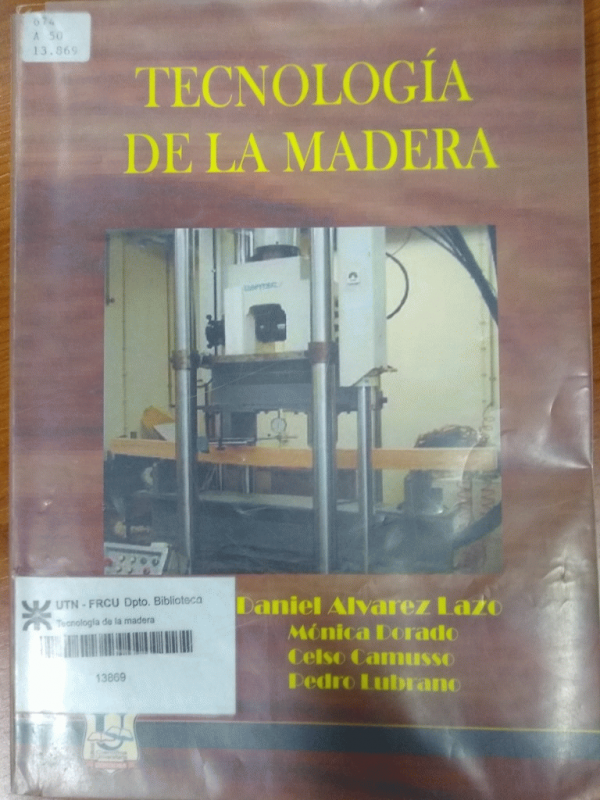 674
A 50
13.869
TECNOLOGÍA
DE LA MADERA
Daniel Alvarez Lazo
Mónica Dorado
Celso Camusso
Pedro Lubrano
UTN - FRCU Dpto. Biblioteca
Tecnología de la madera
13869